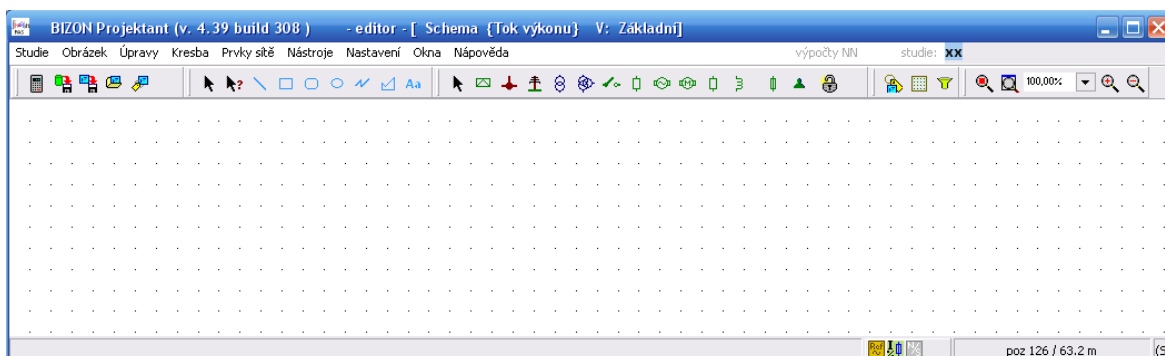 BIZON Projektant (v. 4.39 build 308 ) - editor - [ Schema {Tok výkonu} V: Základní]
Studie Obrázek Úpravy Kresba Prvky sítě Nástroje Nastavení Okna Nápověda výpočty NN studie: xx
Aa 100,00%
poz 126 / 63.2 m